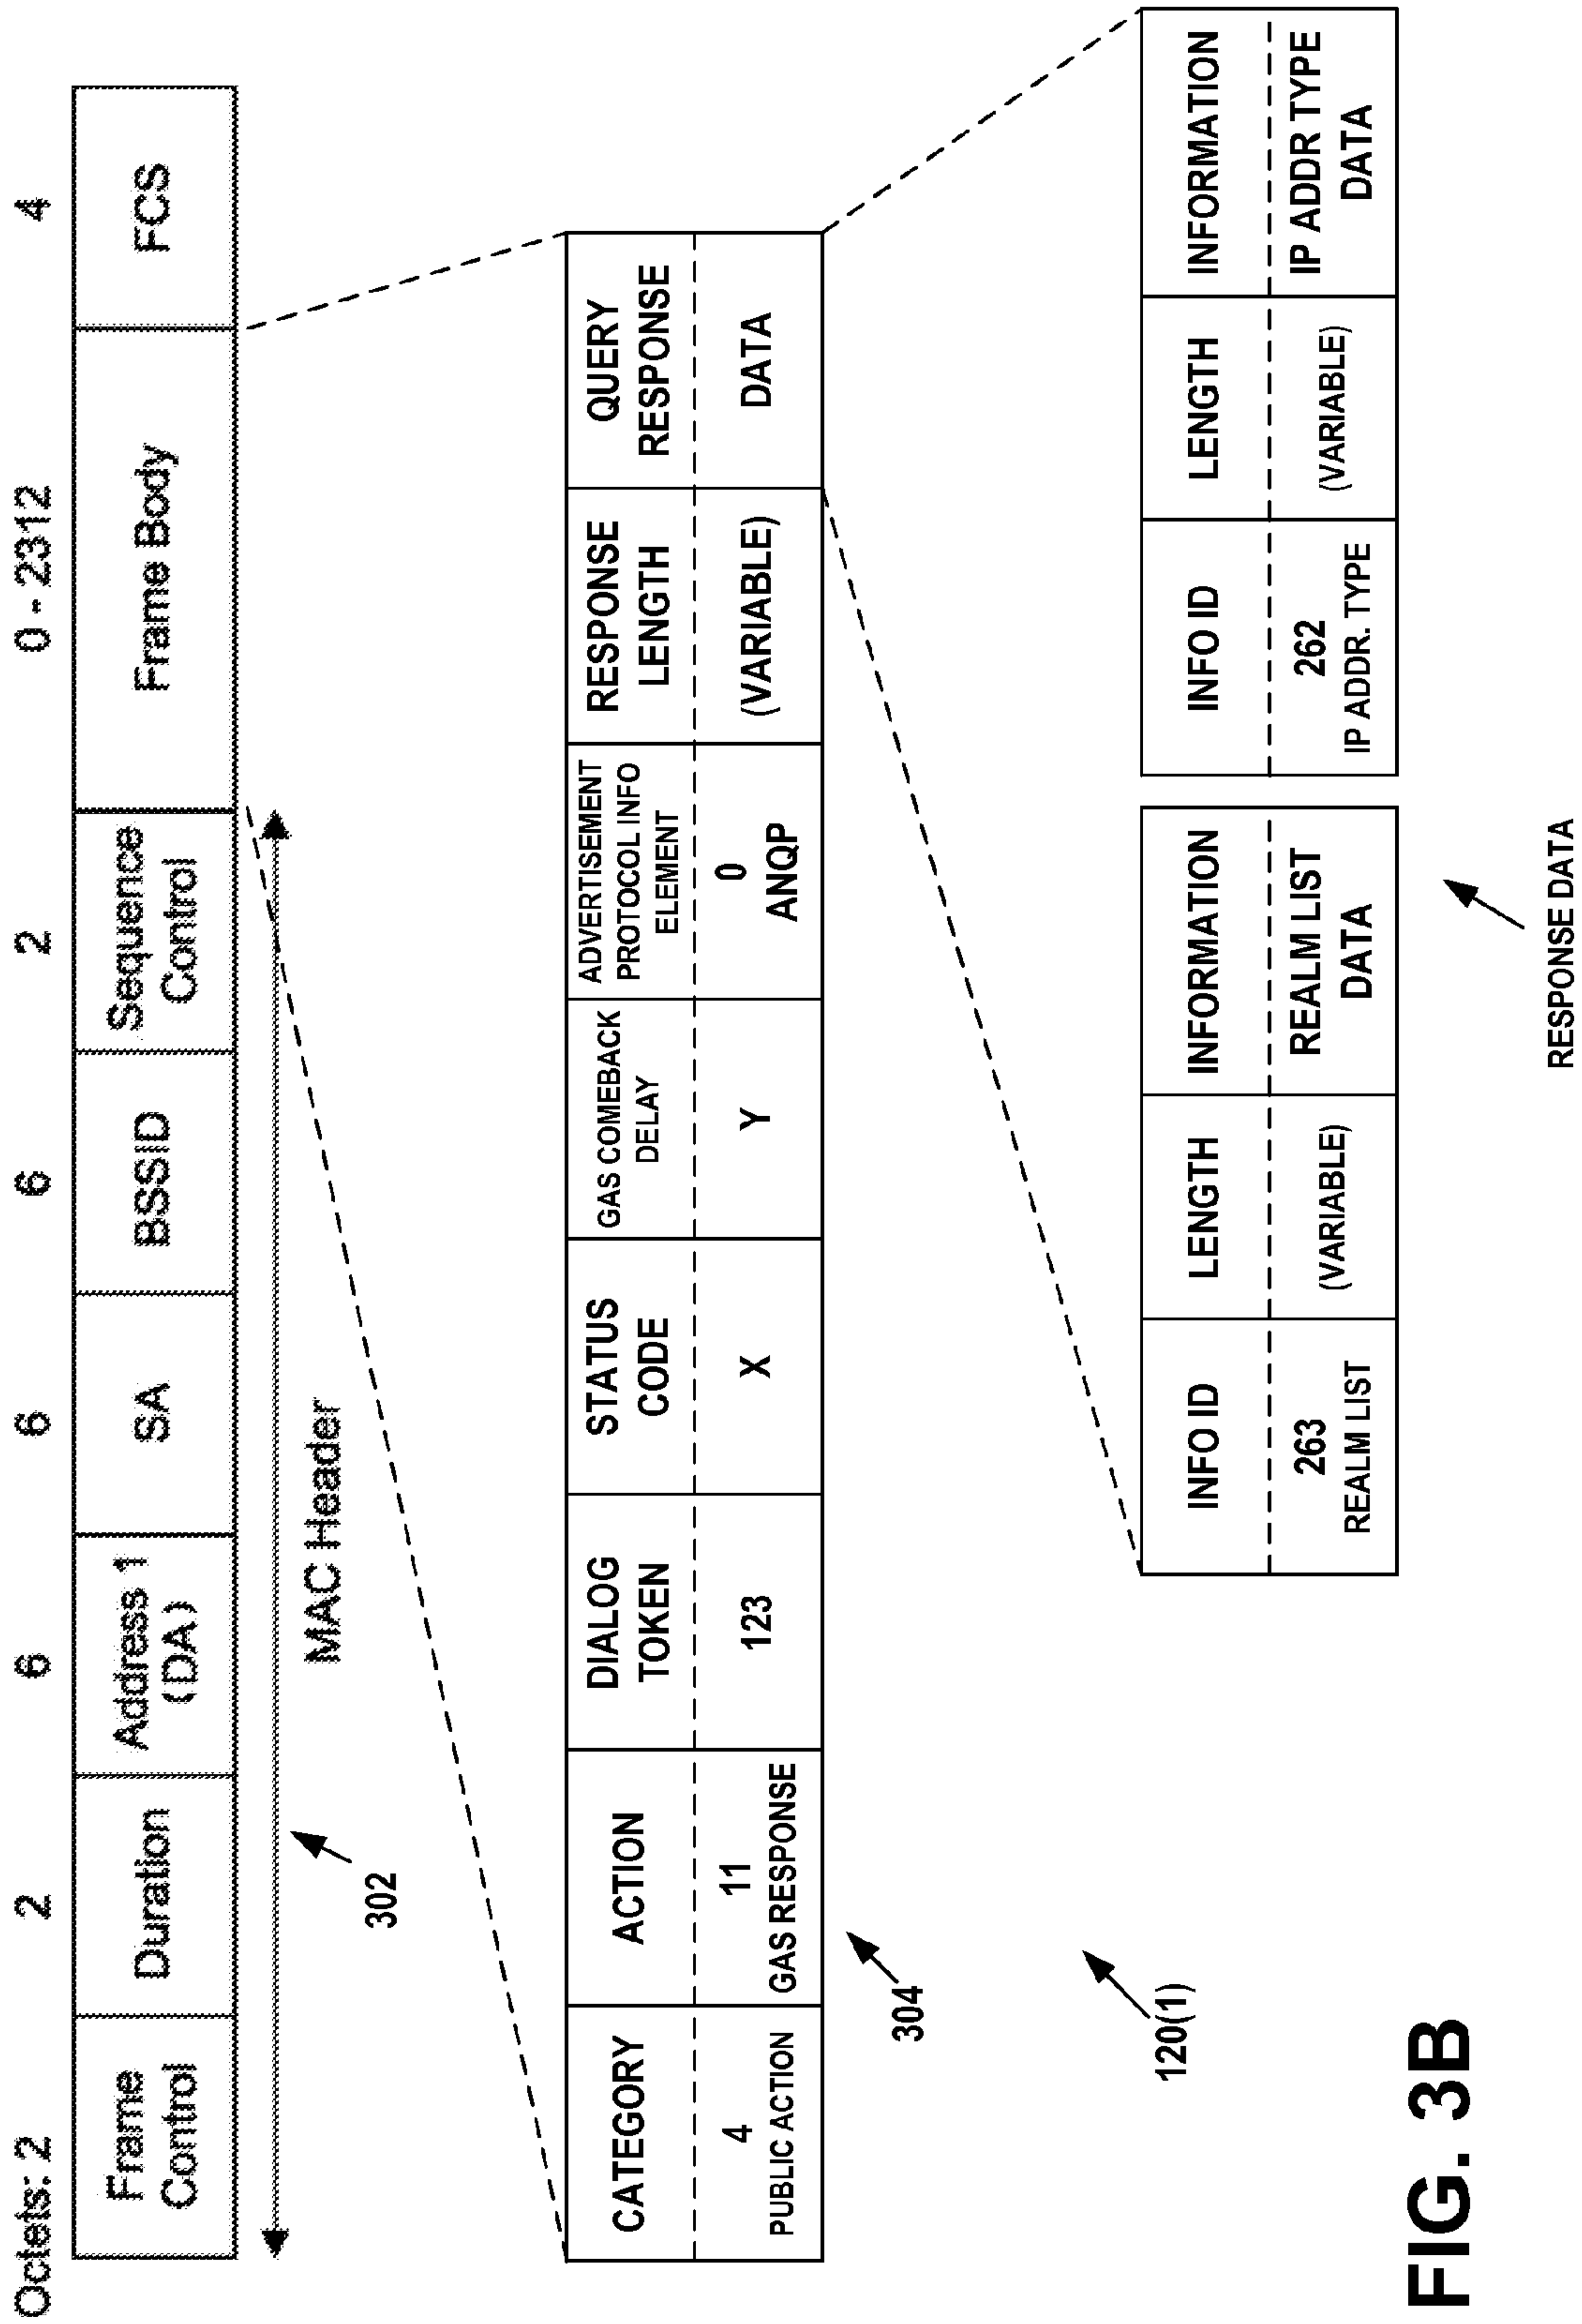 Octets: 2 2 6 6 6 2 0 - 2312 4
Frame
Control
Duration
Address 1
(DA)
SA
BSSID
Sequence
Control
Frame Body
FCS
MAC Header
302
CATEGORY
4
PUBLIC ACTION
ACTION
11
GAS RESPONSE
DIALOG
TOKEN
123
STATUS
CODE
X
GAS COMEBACK
DELAY
Y
ADVERTISEMENT
PROTOCOL INFO
ELEMENT
0
ANQP
RESPONSE
LENGTH
(VARIABLE)
QUERY
RESPONSE
DATA
304
120(1)
INFO ID
263
REALM LIST
LENGTH
(VARIABLE)
INFORMATION
REALM LIST
DATA
INFO ID
262
IP ADDR. TYPE
LENGTH
(VARIABLE)
INFORMATION
IP ADDR TYPE
DATA
RESPONSE DATA
FIG. 3B